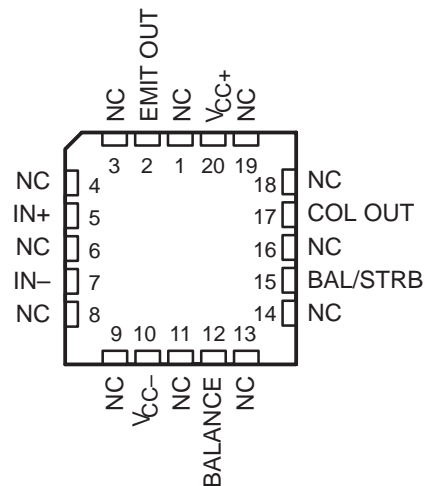 NC
EMIT OUT
NC
VCC+
NC
3 2 1 20 19
NC 4
IN+ 5
NC 6
IN– 7
NC 8
18 NC
17 COL OUT
16 NC
15 BAL/STRB
14 NC
9 10 11 12 13
NC
VCC–
NC
BALANCE
NC